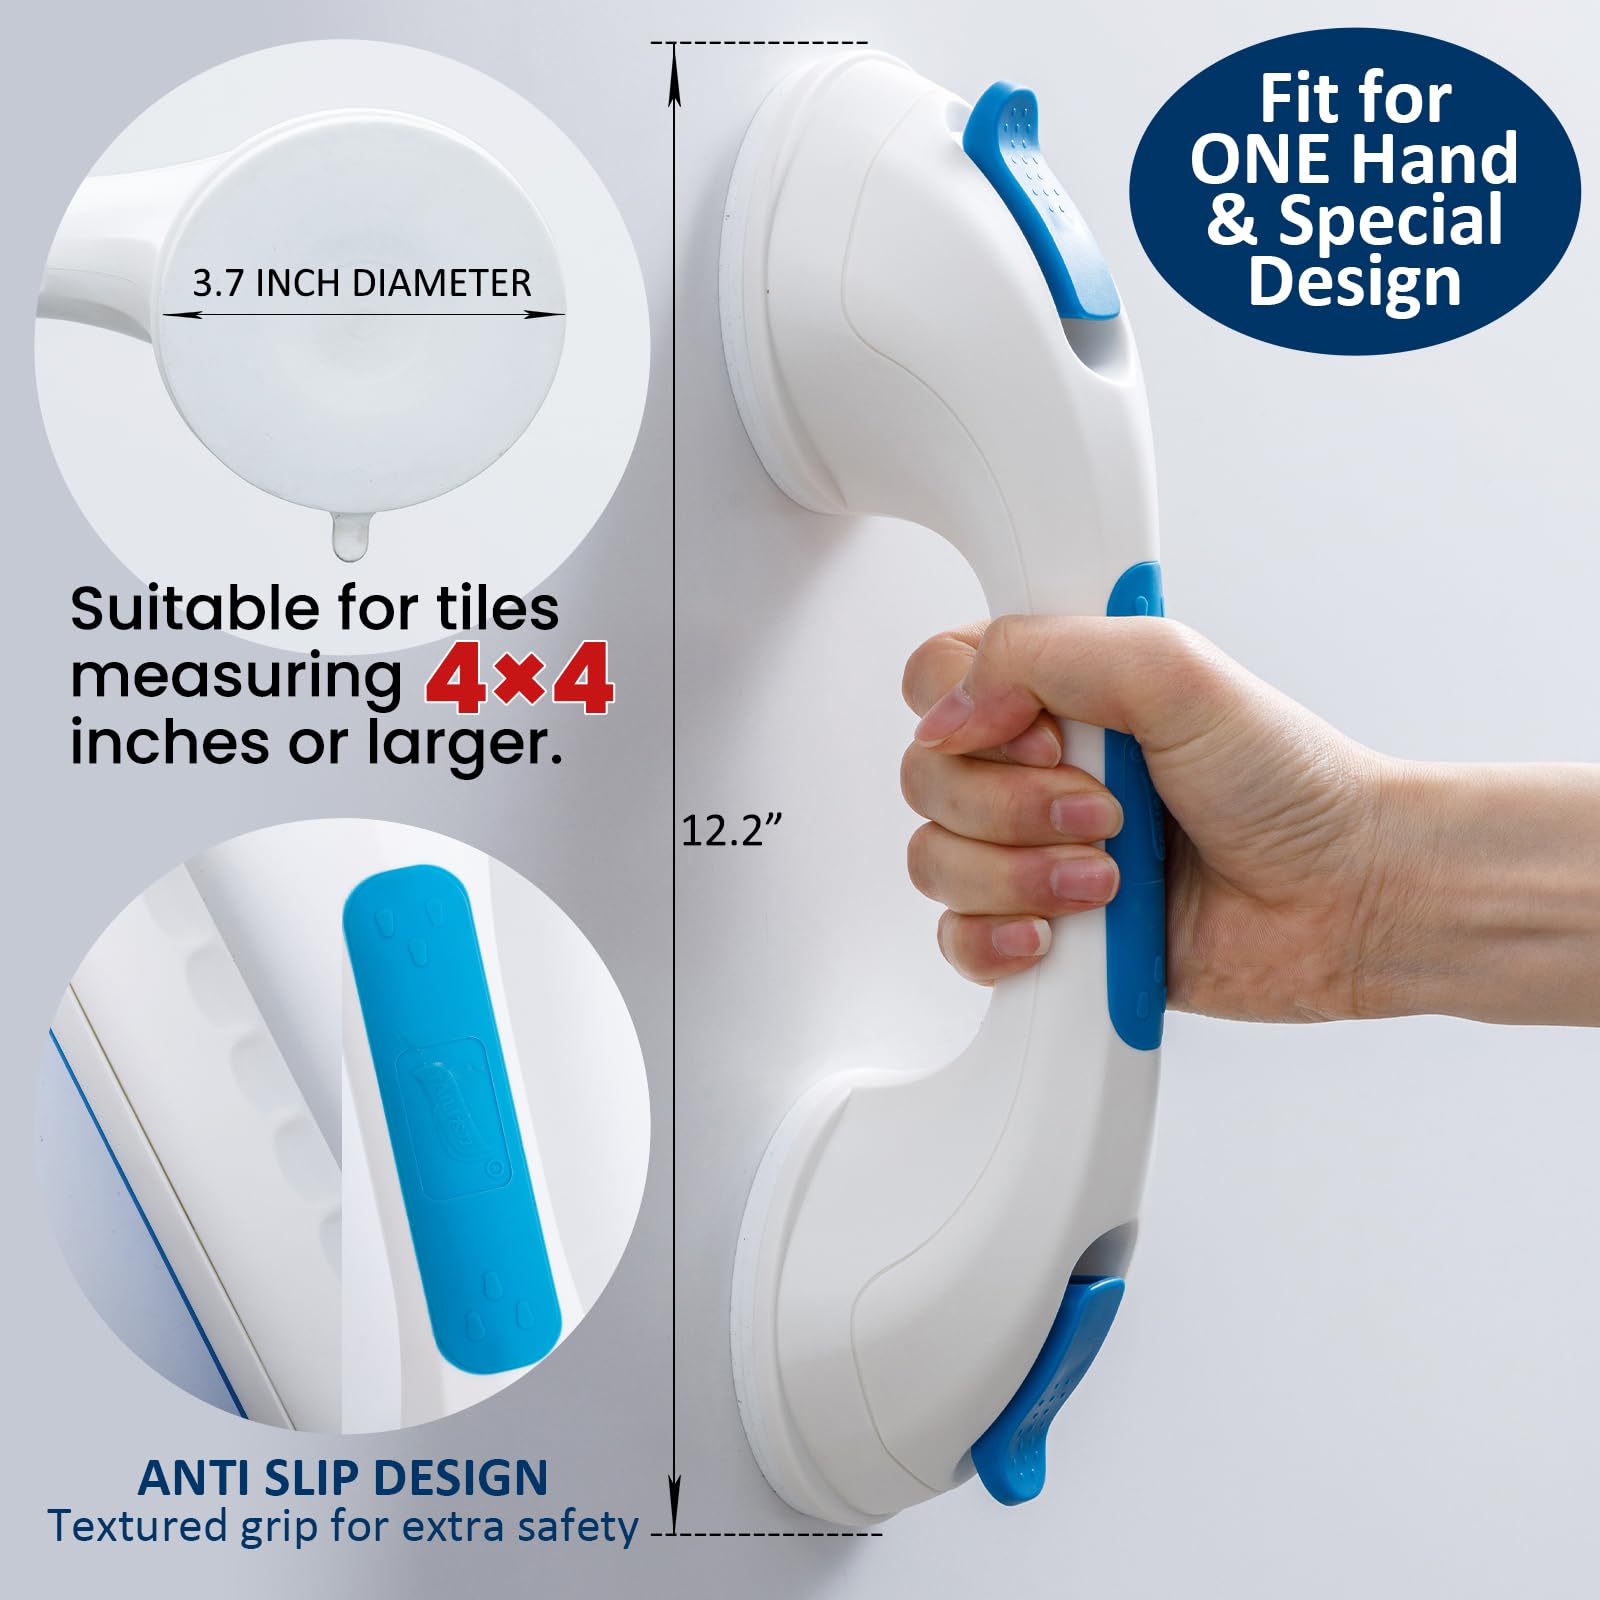 Fit for
ONE Hand
& Special
Design
3.7 INCH DIAMETER
Suitable for tiles
measuring 4×4
inches or larger.
12.2”
ANTI SLIP DESIGN
Textured grip for extra safety